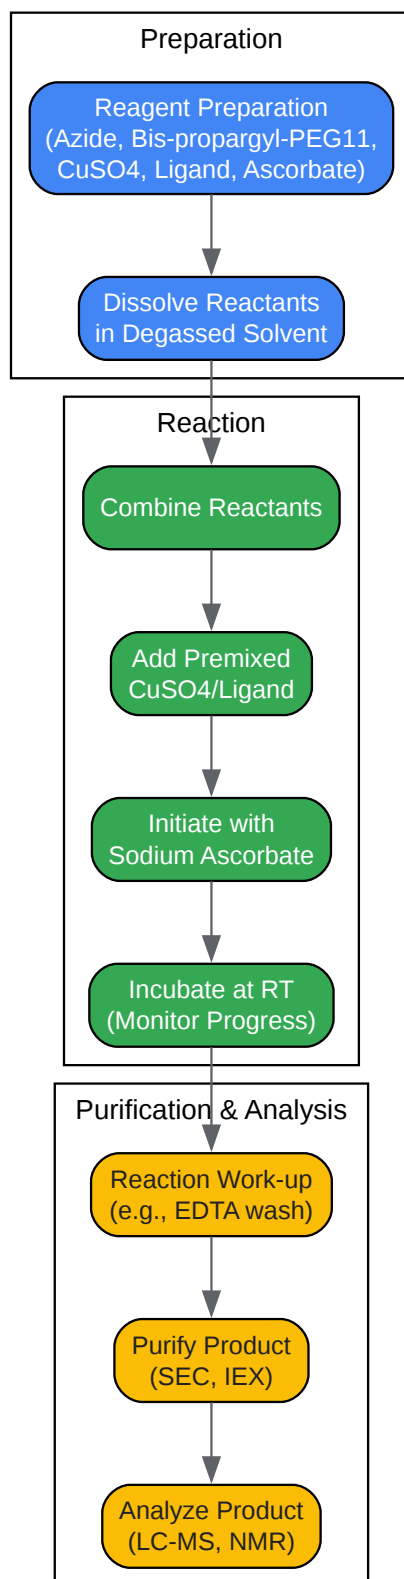 Preparation
Reagent Preparation
(Azide, Bis-propargyl-PEG11,
CuSO4, Ligand, Ascorbate)
Dissolve Reactants
in Degassed Solvent
Reaction
Combine Reactants
Add Premixed
CuSO4/Ligand
Initiate with
Sodium Ascorbate
Incubate at RT
(Monitor Progress)
Purification & Analysis
Reaction Work-up
(e.g., EDTA wash)
Purify Product
(SEC, IEX)
Analyze Product
(LC-MS, NMR)